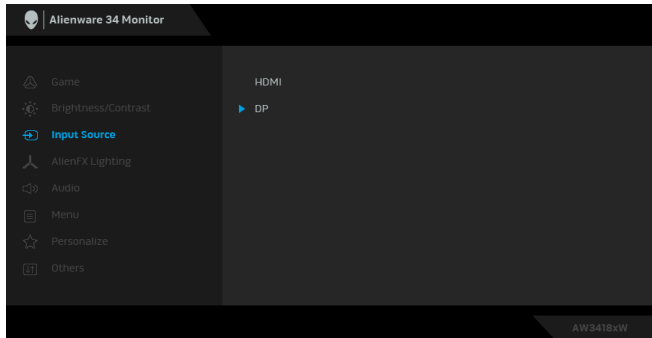 Alienware 34 Monitor
Game
Brightness/Contrast
Input Source
AlienFX Lighting
Audio
Menu
Personalize
Others
HDMI
DP
AW3418xW